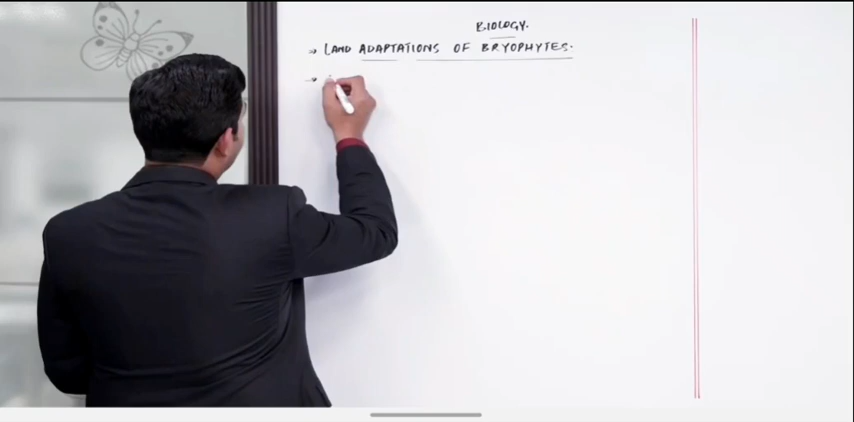 BIOLOGY.
→ LAND ADAPTATIONS OF BRYOPHYTES.
→